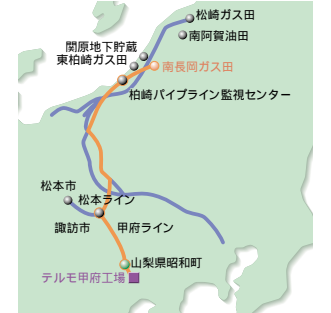 松崎ガス田
南阿賀油田
関原地下貯蔵
東柏崎ガス田
南長岡ガス田
柏崎パイプライン監視センター
松本市
松本ライン
諏訪市
甲府ライン
山梨県昭和町
テルモ甲府工場